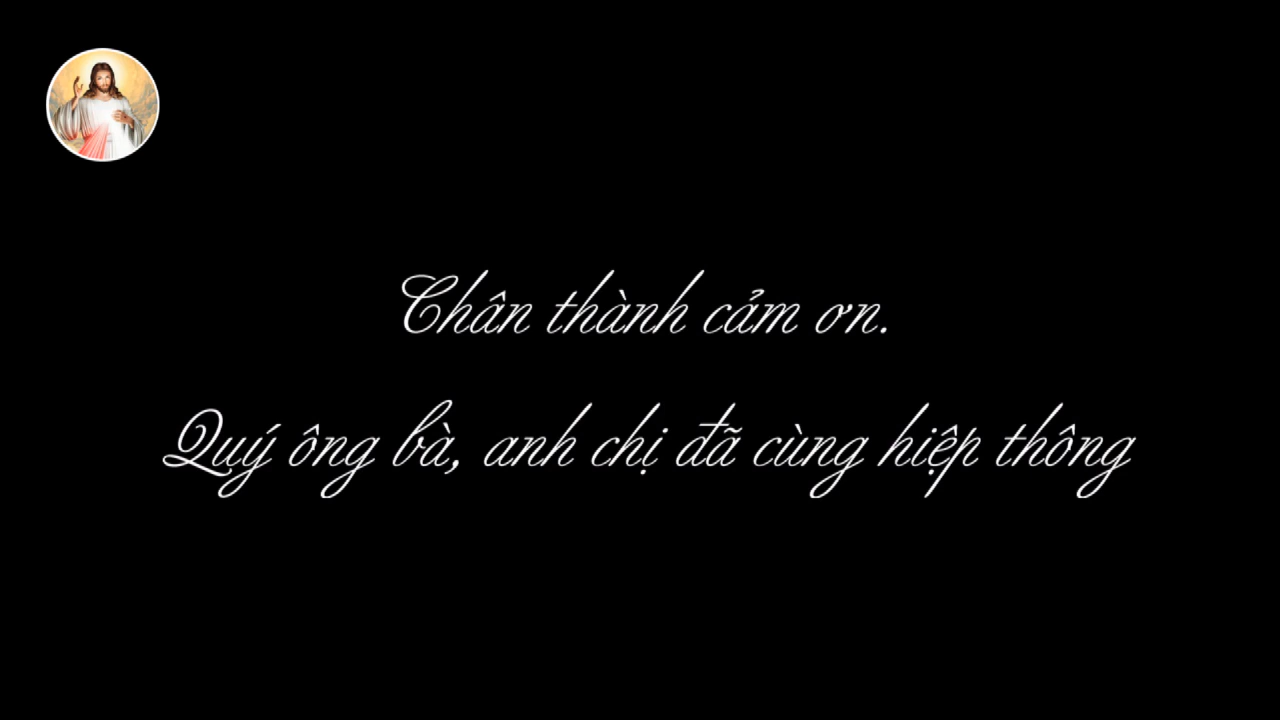 Chân thành cảm ơn.
Quý ông bà, anh chị đã cùng hiệp thông